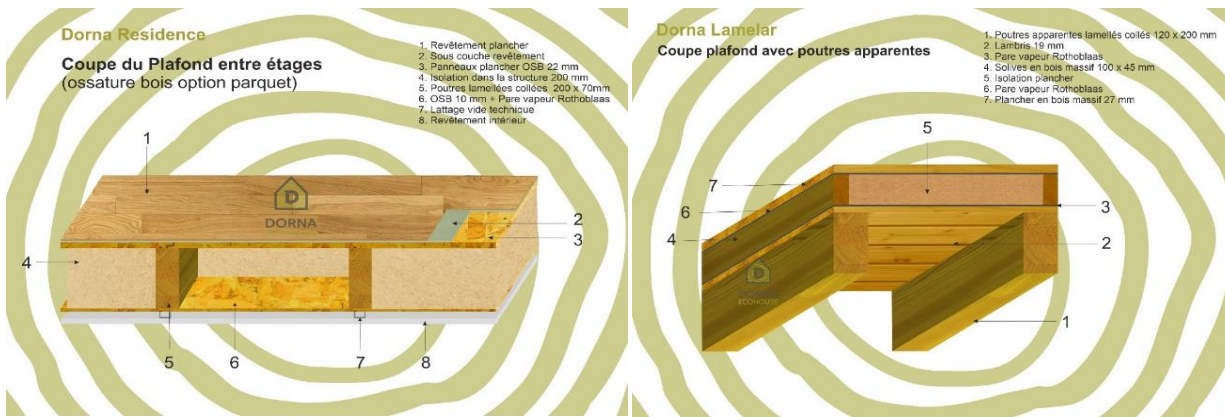 Dorna Residence
Coupe du Plafond entre étages
(ossature bois option parquet)
1. Revêtement plancher
2. Sous couche revêtement
3. Panneaux plancher OSB 22 mm
4. Isolation dans la structure 200 mm
5. Poutres lamellées collées 200 x 70mm
6. OSB 10 mm + Pare vapeur Rothoblaas
7. Lattage vide technique
8. Revêtement intérieur
1
DORNA
2
3
4
5
6
7
8
Dorna Lamelar
Coupe plafond avec poutres apparentes
1. Poutres apparentes lamellés collés 120 x 200 mm
2. Lambris 19 mm
3. Pare vapeur Rothoblaas
4. Solives en bois massif 100 x 45 mm
5. Isolation plancher
6. Pare vapeur Rothoblaas
7. Plancher en bois massif 27 mm
5
7
6
3
4
2
ECOHOUSE
1